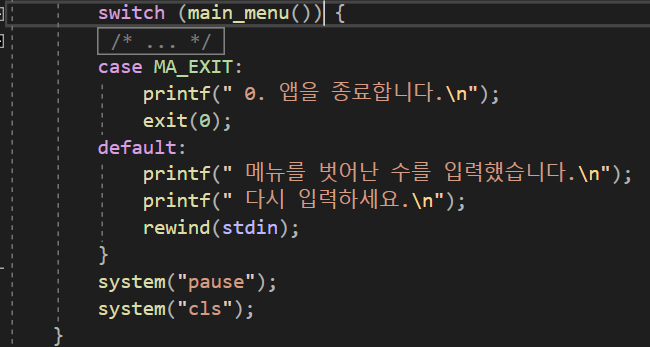 switch (main_menu()) {
/* ... */
case MA_EXIT:
printf(" 0. 앱을 종료합니다.\n");
exit(0);
default:
printf(" 메뉴를 벗어난 수를 입력했습니다.\n");
printf(" 다시 입력하세요.\n");
rewind(stdin);
}
system("pause");
system("cls");
}